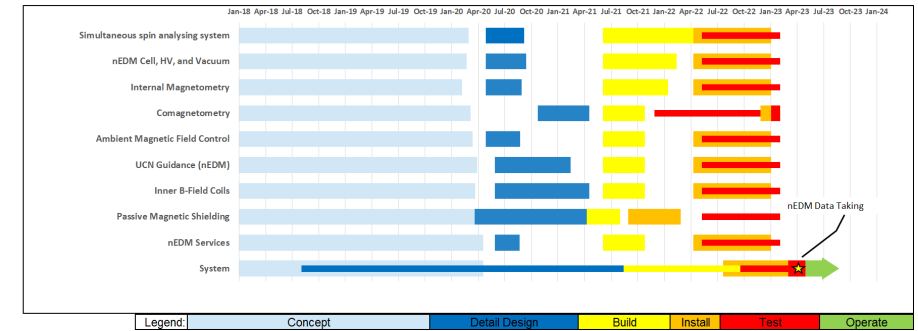 Jan-18 Apr-18 Jul-18 Oct-18 Jan-19 Apr-19 Jul-19 Oct-19 Jan-20 Apr-20 Jul-20 Oct-20 Jan-21 Apr-21 Jul-21 Oct-21 Jan-22 Apr-22 Jul-22 Oct-22 Jan-23 Apr-23 Jul-23 Oct-23 Jan-24
Simultaneous spin analysing system
nEDM Cell, HV, and Vacuum
Internal Magnetometry
Comagnetometry
Ambient Magnetic Field Control
UCN Guidance (nEDM)
Inner B-Field Coils
Passive Magnetic Shielding
nEDM Data Taking
nEDM Services
System
Legend: Concept Detail Design Build Install Test Operate